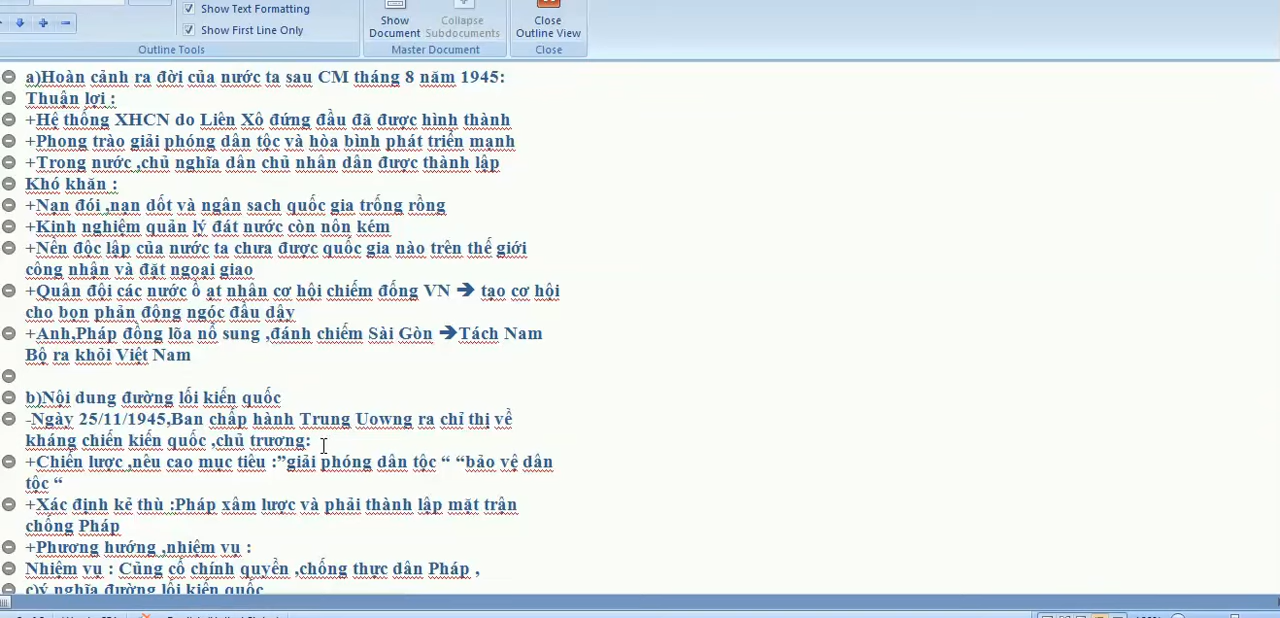 Show Text Formatting
Show First Line Only
Outline Tools
Show Document
Collapse Subdocuments
Master Document
Close Outline View
Close
a)Hoàn cảnh ra đời của nước ta sau CM tháng 8 năm 1945:
Thuận lợi :
+Hệ thống XHCN do Liên Xô đứng đầu đã được hình thành
+Phong trào giải phóng dân tộc và hòa bình phát triển mạnh
+Trong nước ,chủ nghĩa dân chủ nhân dân được thành lập
Khó khăn :
+Nạn đói ,nạn dốt và ngân sach quốc gia trống rồng
+Kinh nghiệm quản lý đát nước còn nôn kém
+Nền độc lập của nước ta chưa được quốc gia nào trên thế giới
công nhận và đặt ngoại giao
+Quân đội các nước ồ ạt nhân cơ hội chiếm đống VN ➔ tạo cơ hội
cho bọn phản động ngóc đầu dậy
+Anh,Pháp đồng lõa nổ sung ,đánh chiếm Sài Gòn ➔Tách Nam
Bộ ra khỏi Việt Nam
b)Nội dung đường lối kiến quốc
-Ngày 25/11/1945,Ban chấp hành Trung Uowng ra chỉ thị về
kháng chiến kiến quốc ,chủ trương:
+Chiến lược ,nêu cao mục tiêu :”giải phóng dân tộc “ “bảo vệ dân
tộc “
+Xác định kẻ thù :Pháp xâm lược và phải thành lập mặt trận
chống Pháp
+Phương hướng ,nhiệm vụ :
Nhiệm vụ : Củng cố chính quyền ,chống thực dân Pháp ,
c)ý nghĩa đường lối kiến quốc